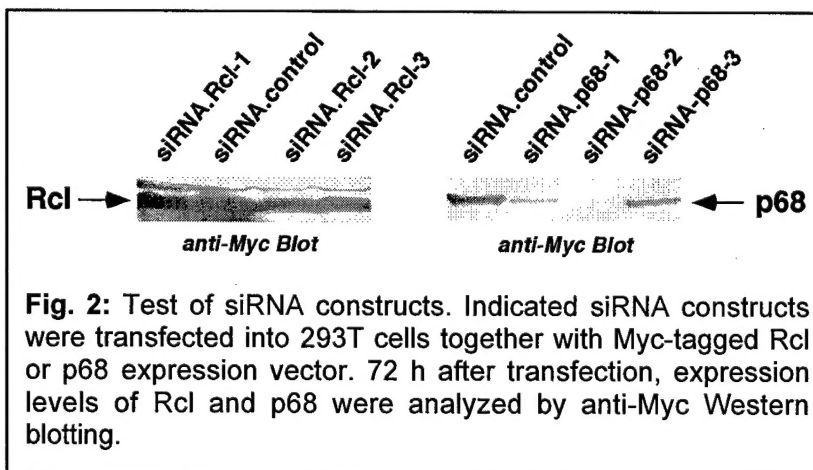 siRNA.Rcl-1
siRNA.control
siRNA.Rcl-2
siRNA.Rcl-3
siRNA.control
siRNA.p68-1
siRNA-p68-2
siRNA-p68-3
Rcl
p68
anti-Myc Blot
anti-Myc Blot
Fig. 2: Test of siRNA constructs. Indicated siRNA constructs
were transfected into 293T cells together with Myc-tagged Rcl
or p68 expression vector. 72 h after transfection, expression
levels of Rcl and p68 were analyzed by anti-Myc Western
blotting.